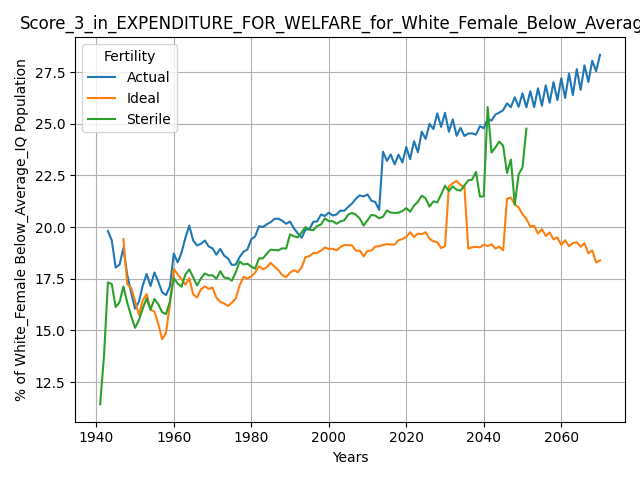 Score_3_in_EXPENDITURE_FOR_WELFARE_for_White_Female_Below_Averag
Fertility
Actual
Ideal
Sterile
% of White_Female Below_Average_IQ Population
27.5
25.0
22.5
20.0
17.5
15.0
12.5
1940 1960 1980 2000 2020 2040 2060
Years